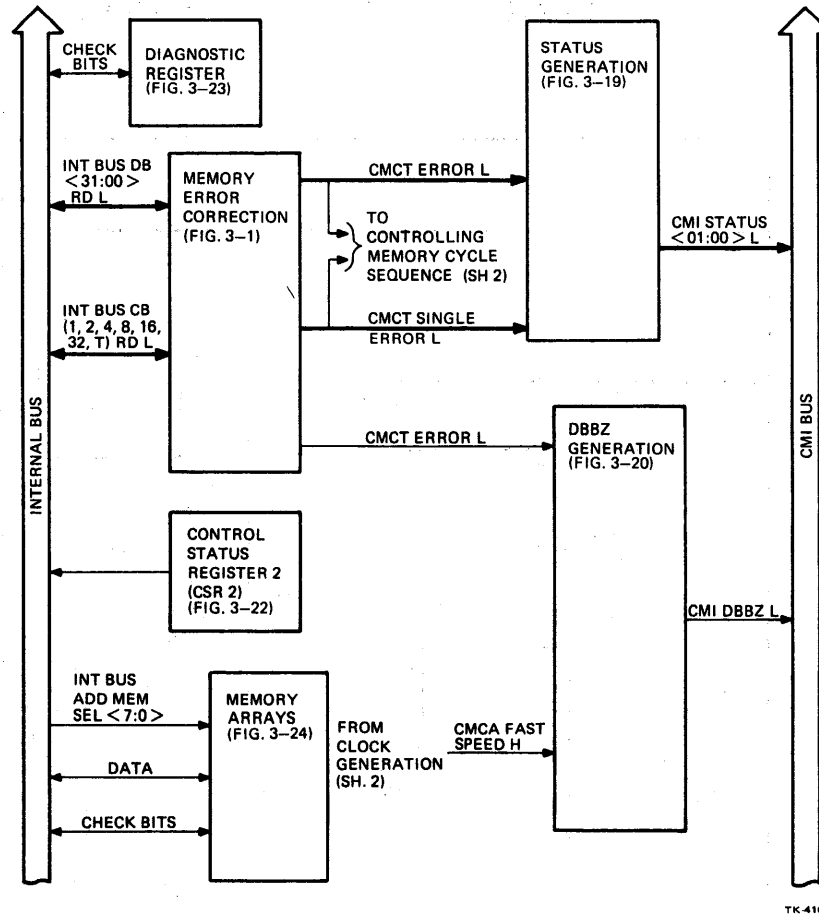 CHECK
BITS
DIAGNOSTIC
REGISTER
(FIG. 3–23)
STATUS
GENERATION
(FIG. 3–19)
INT BUS DB
<31:00>
RD L
MEMORY
ERROR
CORRECTION
(FIG. 3–1)
CMCT ERROR L
TO
CONTROLLING
MEMORY CYCLE
SEQUENCE (SH 2)
CMI STATUS
<01:00> L
INT BUS CB
(1, 2, 4, 8, 16,
32, T) RD L
CMCT SINGLE
ERROR L
INTERNAL BUS
CMI BUS
CMCT ERROR L
DBBZ
GENERATION
(FIG. 3–20)
CONTROL
STATUS
REGISTER 2
(CSR 2)
(FIG. 3–22)
CMI DBBZ L
INT BUS
ADD MEM
SEL <7:0>
MEMORY
ARRAYS
(FIG. 3–24)
FROM
CLOCK
GENERATION
(SH. 2)
CMCA FAST
SPEED H
DATA
CHECK BITS